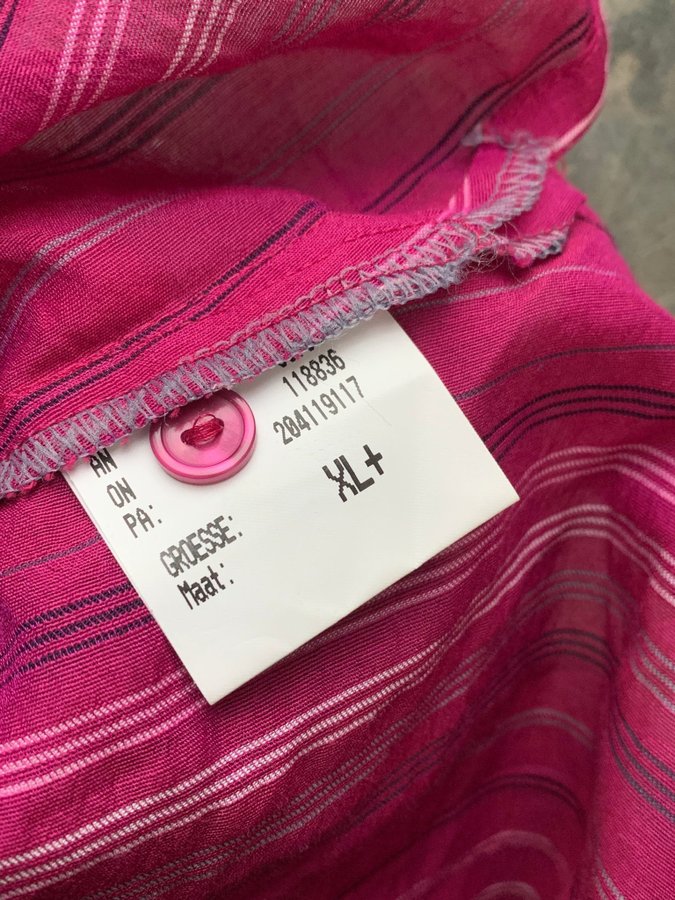 AN
118836
ON
204119117
PA:
GROESSE:
XL+
Maat: